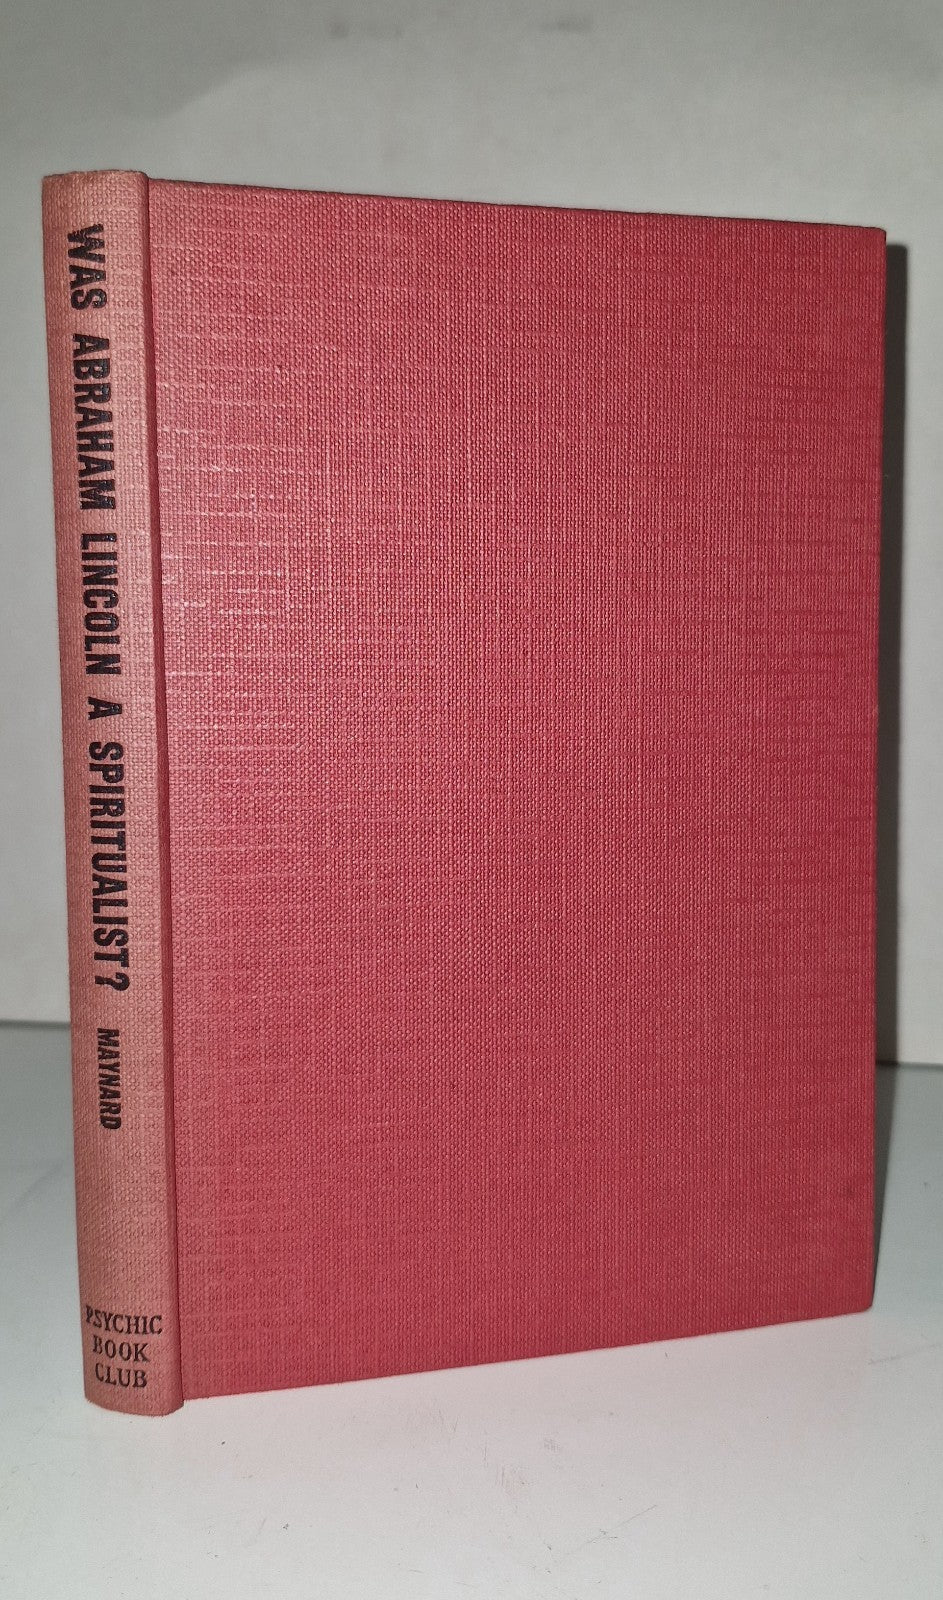 WAS ABRAHAM LINCOLN A SPIRITUALIST? MAYNARD
PSYCHIC
BOOK
CLUB